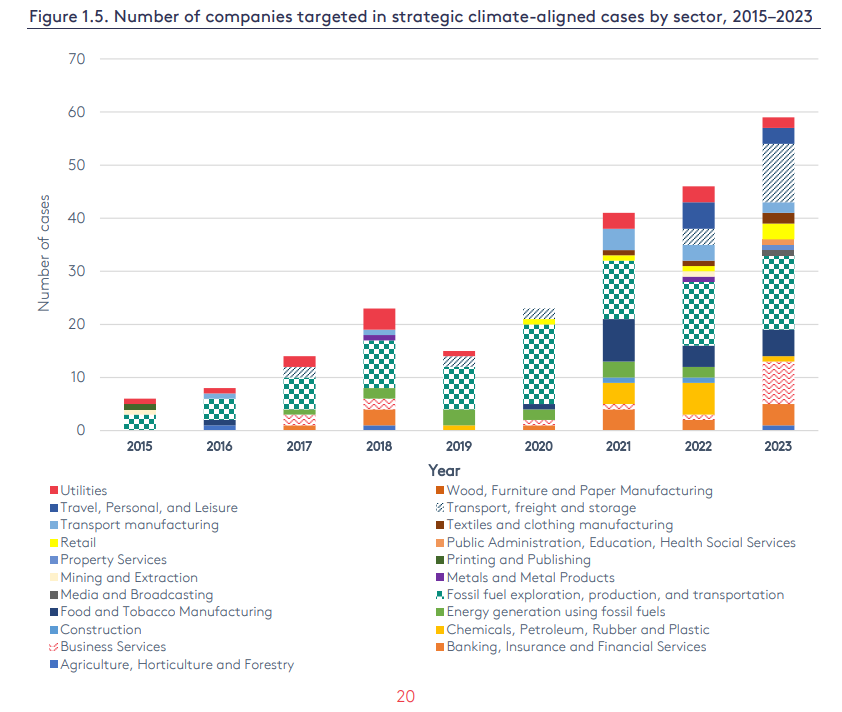 Figure 1.5. Number of companies targeted in strategic climate-aligned cases by sector, 2015–2023
70
60
50
40
30
20
10
0
Number of cases
2015 2016 2017 2018 2019 2020 2021 2022 2023
Year
Utilities Wood, Furniture and Paper Manufacturing
Travel, Personal, and Leisure Transport, freight and storage
Transport manufacturing Textiles and clothing manufacturing
Retail Public Administration, Education, Health Social Services
Property Services Printing and Publishing
Mining and Extraction Metals and Metal Products
Media and Broadcasting Fossil fuel exploration, production, and transportation
Food and Tobacco Manufacturing Energy generation using fossil fuels
Construction Chemicals, Petroleum, Rubber and Plastic
Business Services Banking, Insurance and Financial Services
Agriculture, Horticulture and Forestry
20